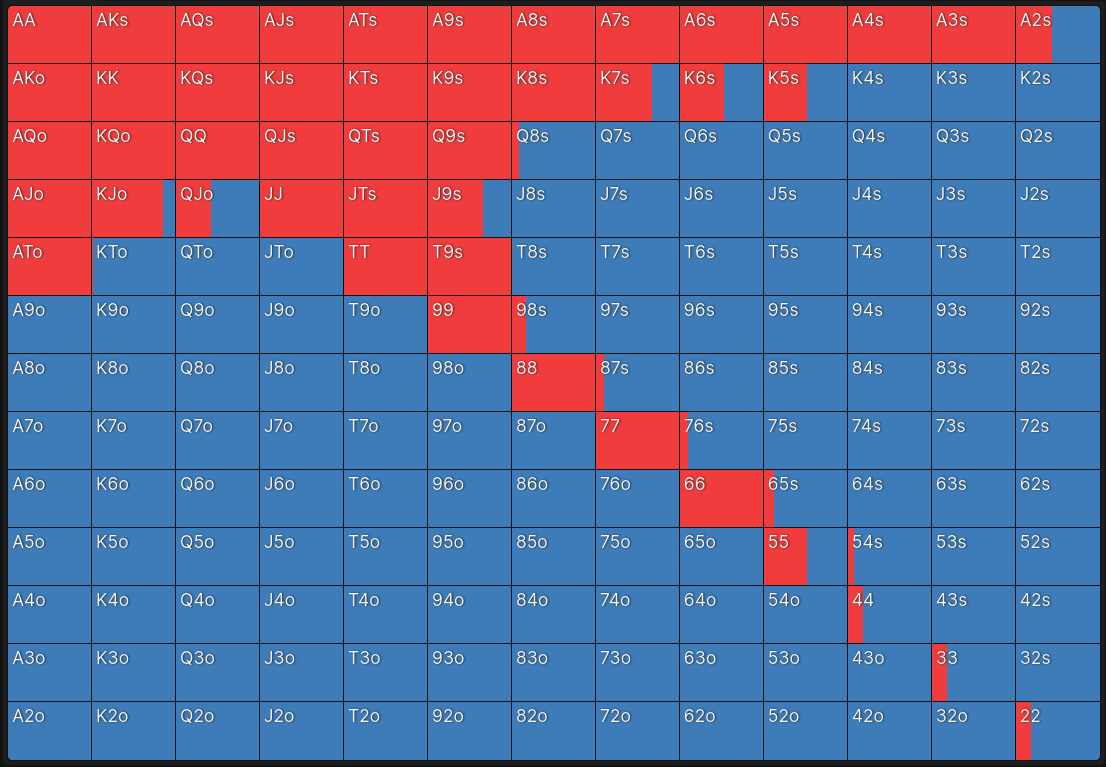 AA AKs AQs AJs ATs A9s A8s A7s A6s A5s A4s A3s A2s
AKo KK KQs KJs KTs K9s K8s K7s K6s K5s K4s K3s K2s
AQo KQo QQ QJs QTs Q9s Q8s Q7s Q6s Q5s Q4s Q3s Q2s
AJo KJo QJo JJ JTs J9s J8s J7s J6s J5s J4s J3s J2s
ATo KTo QTo JTo TT T9s T8s T7s T6s T5s T4s T3s T2s
A9o K9o Q9o J9o T9o 99 98s 97s 96s 95s 94s 93s 92s
A8o K8o Q8o J8o T8o 98o 88 87s 86s 85s 84s 83s 82s
A7o K7o Q7o J7o T7o 97o 87o 77 76s 75s 74s 73s 72s
A6o K6o Q6o J6o T6o 96o 86o 76o 66 65s 64s 63s 62s
A5o K5o Q5o J5o T5o 95o 85o 75o 65o 55 54s 53s 52s
A4o K4o Q4o J4o T4o 94o 84o 74o 64o 54o 44 43s 42s
A3o K3o Q3o J3o T3o 93o 83o 73o 63o 53o 43o 33 32s
A2o K2o Q2o J2o T2o 92o 82o 72o 62o 52o 42o 32o 22